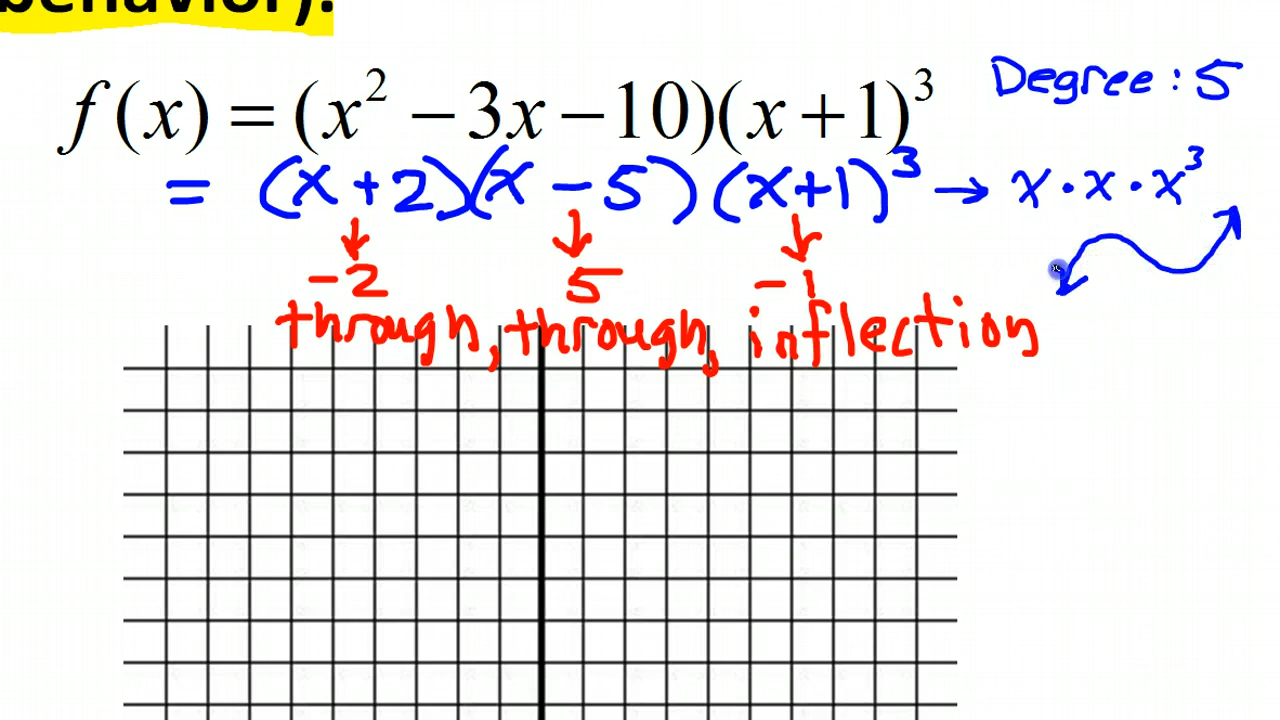 behavior).
f(x) = (x² − 3x − 10)(x + 1)³
Degree: 5
= (x + 2)(x − 5)(x+1)³ → x · x · x³
−2 5 −1
through, through, inflection